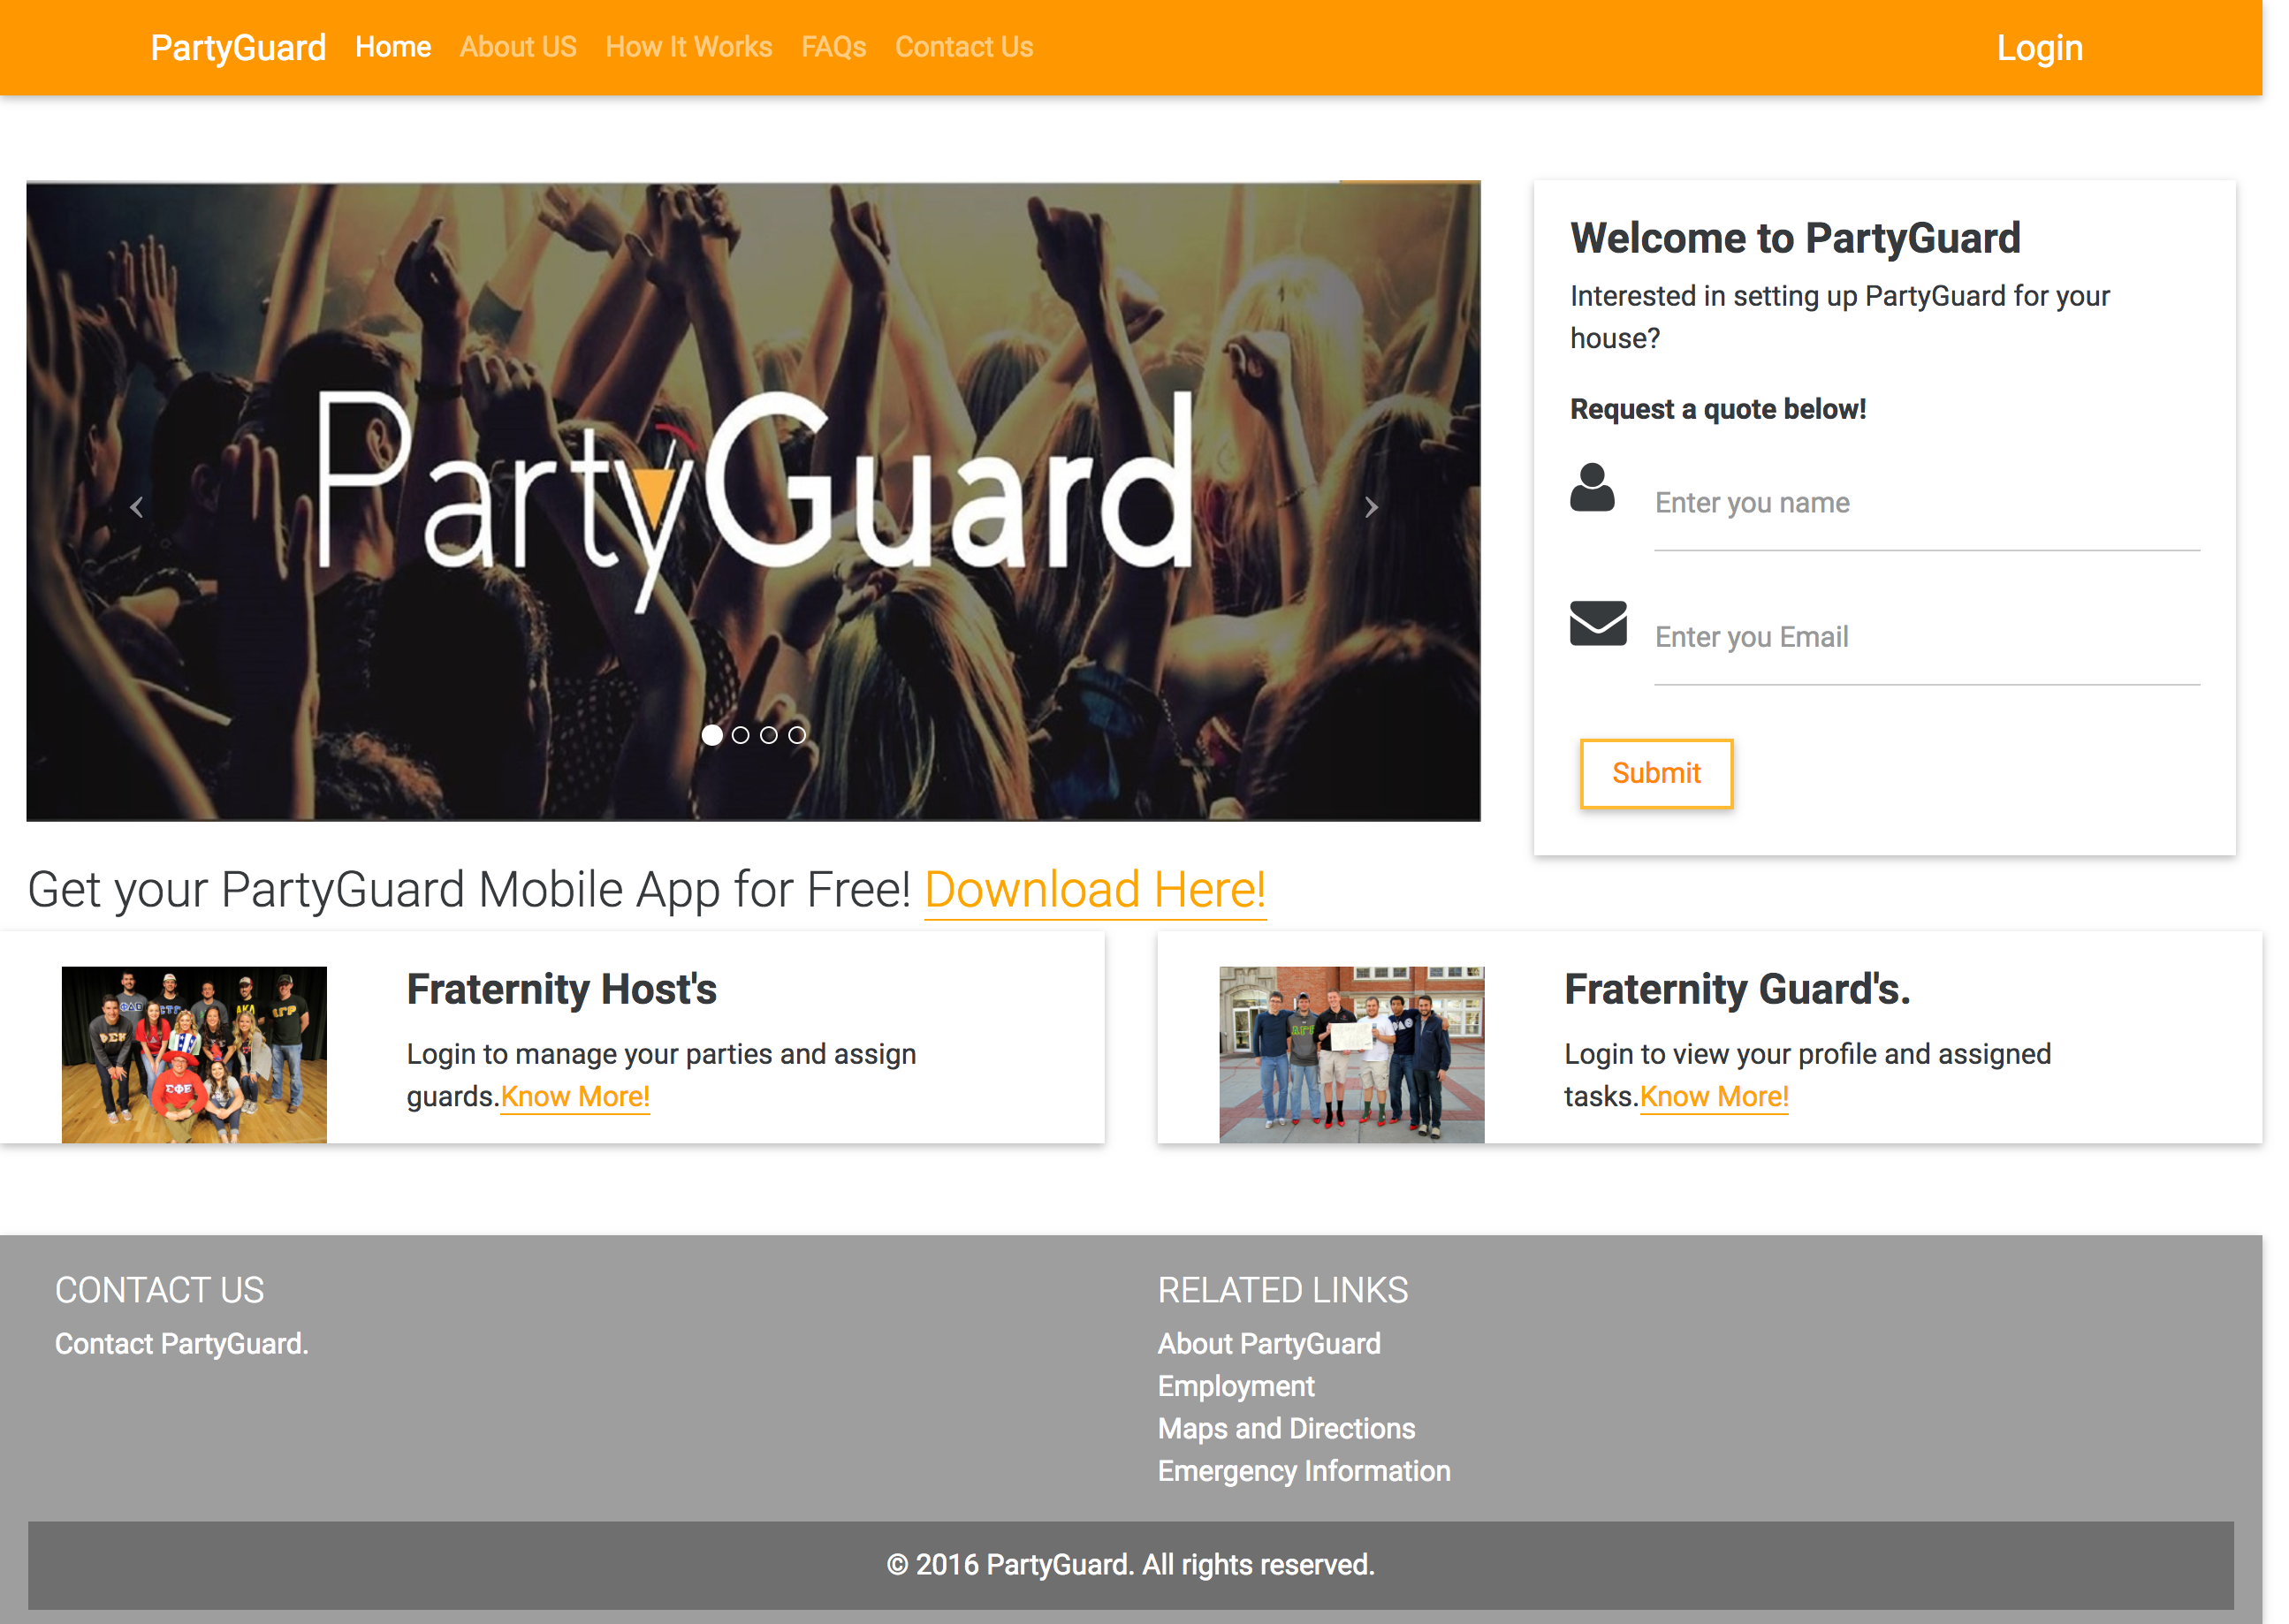 PartyGuard Home About US How It Works FAQs Contact Us Login
PartyGuard
Welcome to PartyGuard
Interested in setting up PartyGuard for your
house?
Request a quote below!
Enter you name
Enter you Email
Submit
Get your PartyGuard Mobile App for Free! Download Here!
Fraternity Host's
Login to manage your parties and assign
guards.Know More!
Fraternity Guard's.
Login to view your profile and assigned
tasks.Know More!
CONTACT US
Contact PartyGuard.
RELATED LINKS
About PartyGuard
Employment
Maps and Directions
Emergency Information
© 2016 PartyGuard. All rights reserved.